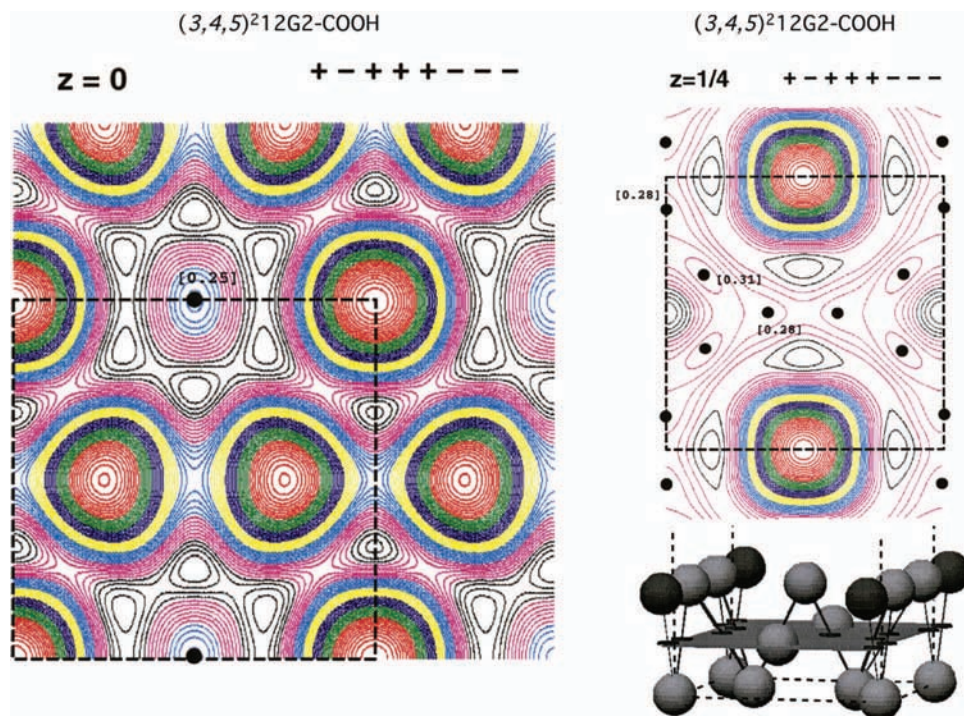 (3,4,5)²12G2-COOH
z = 0
+ - + + + - - -
[0.25]
(3,4,5)²12G2-COOH
z=1/4
+ - + + + - - -
[0.28]
[0.31]
[0.28]